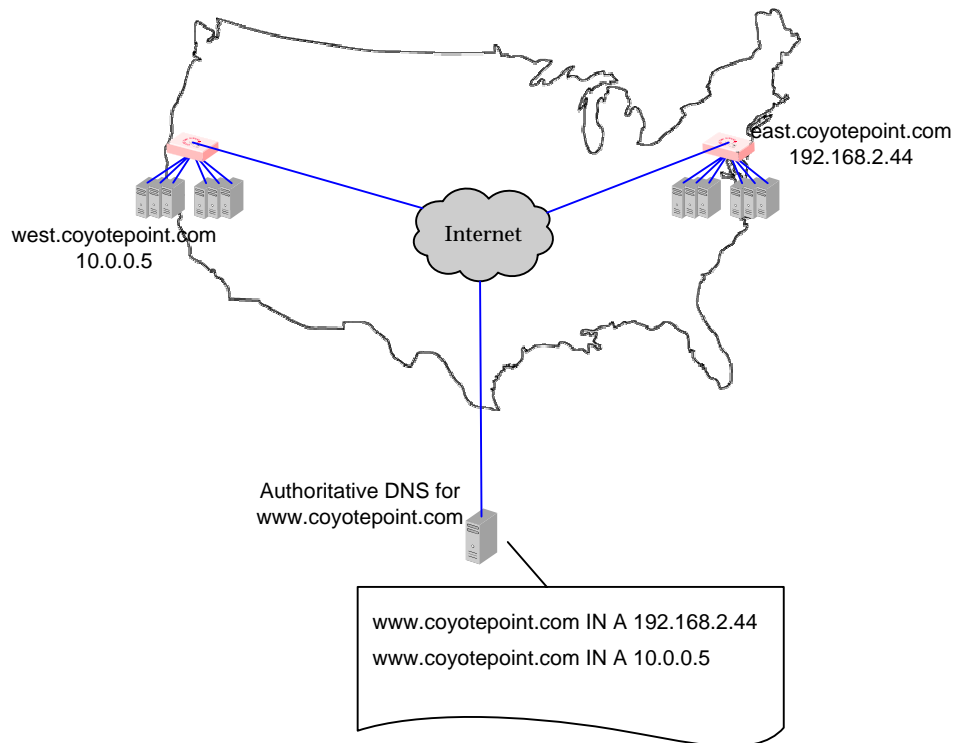 east.coyotepoint.com
192.168.2.44
west.coyotepoint.com
10.0.0.5
Internet
Authoritative DNS for
www.coyotepoint.com
www.coyotepoint.com IN A 192.168.2.44
www.coyotepoint.com IN A 10.0.0.5